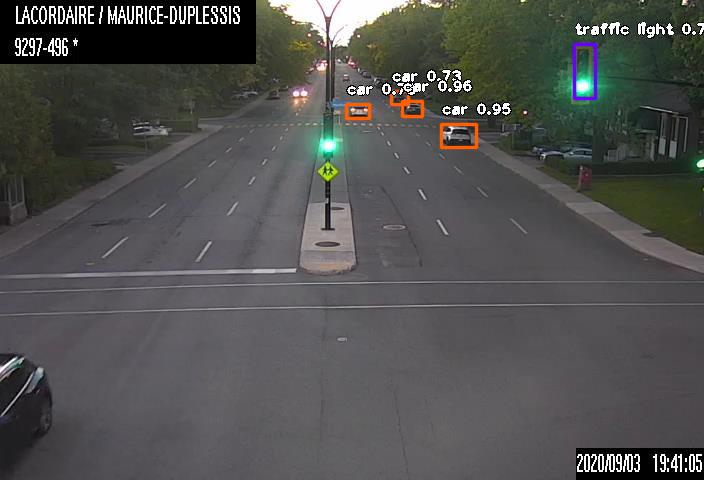 LACORDAIRE / MAURICE-DUPLESSIS
9297-496 *
traffic light 0.7
car 0.73
car 0.96
car 0.95
2020/09/03 19:41:05